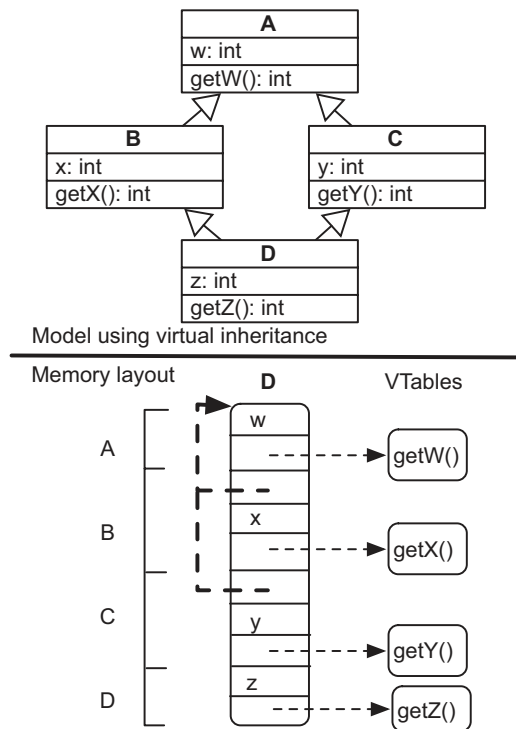 A
w: int
getW(): int
B
x: int
getX(): int
C
y: int
getY(): int
D
z: int
getZ(): int
Model using virtual inheritance
Memory layout
D
VTables
A
w
getW()
B
x
getX()
C
y
getY()
D
z
getZ()